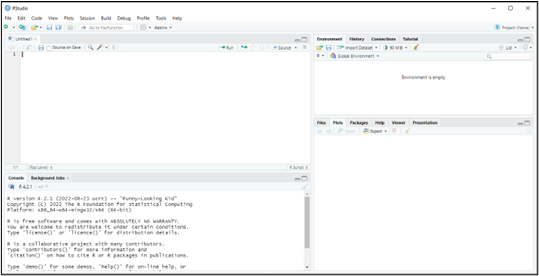 RStudio
File Edit Code View Plots Session Build Debug Profile Tools Help
Go to file/function
Addins
Project: (None)
Untitled1
Source on Save
Run
Source
1
1:1
(Top Level)
R Script
Console Background Jobs
R 4.2.1 · ~/
R version 4.2.1 (2022-06-23 ucrt) -- "Funny-Looking Kid"
Copyright (C) 2022 The R Foundation for Statistical Computing
Platform: x86_64-w64-mingw32/x64 (64-bit)
R is free software and comes with ABSOLUTELY NO WARRANTY.
You are welcome to redistribute it under certain conditions.
Type 'license()' or 'licence()' for distribution details.
R is a collaborative project with many contributors.
Type 'contributors()' for more information and
'citation()' on how to cite R or R packages in publications.
Type 'demo()' for some demos, 'help()' for on-line help, or
Environment History Connections Tutorial
Import Dataset
90 MiB
List
R
Global Environment
Environment is empty
Files Plots Packages Help Viewer Presentation
Zoom
Export